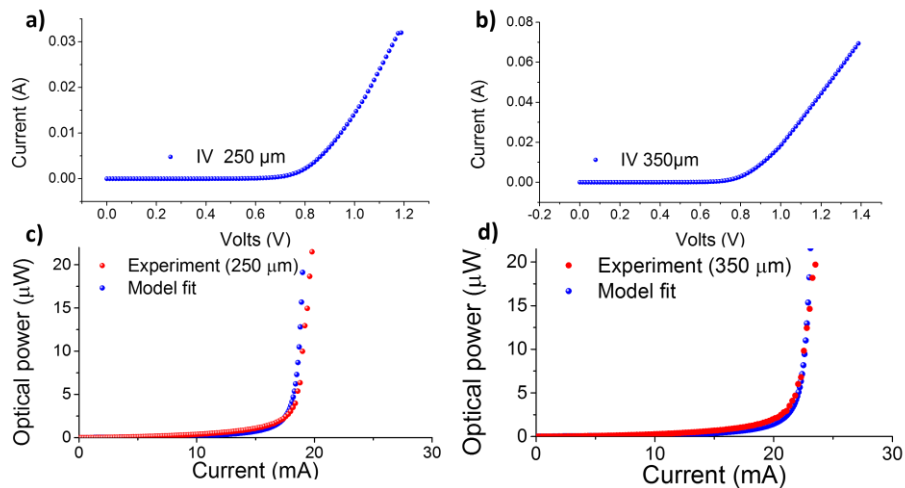 a)
0.03
0.02
0.01
0.00
Current (A)
IV 250 µm
0.0 0.2 0.4 0.6 0.8 1.0 1.2
Volts (V)
b)
0.08
0.06
0.04
0.02
0.00
Current (A)
IV 350µm
-0.2 0.0 0.2 0.4 0.6 0.8 1.0 1.2 1.4
Volts (V)
c)
20
15
10
5
0
Optical power (µW
Experiment (250 µm)
Model fit
0 10 20 30
Current (mA)
d)
20
15
10
5
0
Optical power (µW
Experiment (350 µm)
Model fit
0 10 20 30
Current (mA)